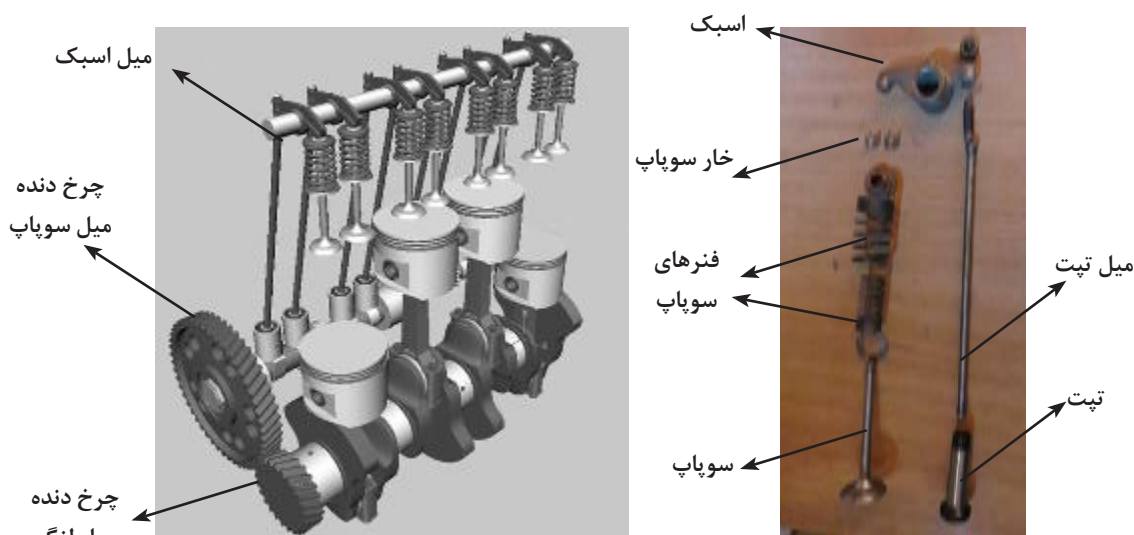 میل اسبک
چرخ دنده
میل سوپاپ
چرخ دنده
اسبک
خار سوپاپ
فنرهای
سوپاپ
سوپاپ
میل تپت
تپت